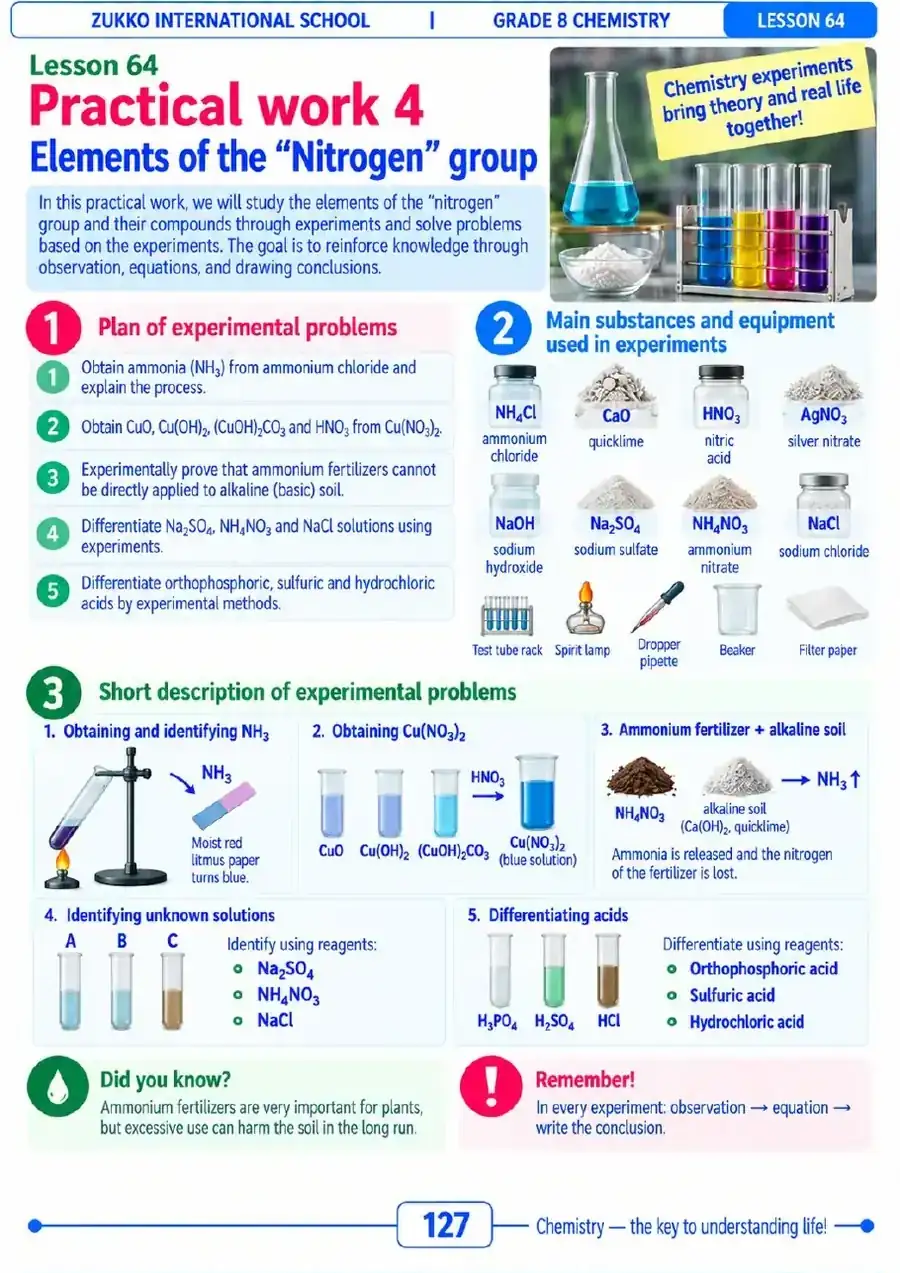 ZUKKO INTERNATIONAL SCHOOL | GRADE 8 CHEMISTRY LESSON 64
Lesson 64
Practical work 4
Elements of the “Nitrogen” group
In this practical work, we will study the elements of the “nitrogen”
group and their compounds through experiments and solve problems
based on the experiments. The goal is to reinforce knowledge through
observation, equations, and drawing conclusions.
Chemistry experiments
bring theory and real life
together!
1 Plan of experimental problems
1 Obtain ammonia (NH₃) from ammonium chloride and
explain the process.
2 Obtain CuO, Cu(OH)₂, (CuOH)₂CO₃ and HNO₃ from Cu(NO₃)₂.
3 Experimentally prove that ammonium fertilizers cannot
be directly applied to alkaline (basic) soil.
4 Differentiate Na₂SO₄, NH₄NO₃ and NaCl solutions using
experiments.
5 Differentiate orthophosphoric, sulfuric and hydrochloric
acids by experimental methods.
2 Main substances and equipment
used in experiments
NH₄Cl
ammonium
chloride
CaO
quicklime
HNO₃
nitric
acid
AgNO₃
silver nitrate
NaOH
sodium
hydroxide
Na₂SO₄
sodium sulfate
NH₄NO₃
ammonium
nitrate
NaCl
sodium chloride
Test tube rack
Spirit lamp
Dropper
pipette
Beaker
Filter paper
3 Short description of experimental problems
1. Obtaining and identifying NH₃
NH₃
Moist red
litmus paper
turns blue.
2. Obtaining Cu(NO₃)₂
HNO₃
→
CuO Cu(OH)₂ (CuOH)₂CO₃ Cu(NO₃)₂
(blue solution)
3. Ammonium fertilizer + alkaline soil
→ NH₃↑
NH₄NO₃
alkaline soil
(Ca(OH)₂, quicklime)
Ammonia is released and the nitrogen
of the fertilizer is lost.
4. Identifying unknown solutions
A B C
Identify using reagents:
Na₂SO₄
NH₄NO₃
NaCl
5. Differentiating acids
H₃PO₄ H₂SO₄ HCl
Differentiate using reagents:
Orthophosphoric acid
Sulfuric acid
Hydrochloric acid
Did you know?
Ammonium fertilizers are very important for plants,
but excessive use can harm the soil in the long run.
! Remember!
In every experiment: observation → equation →
write the conclusion.
127
Chemistry — the key to understanding life!